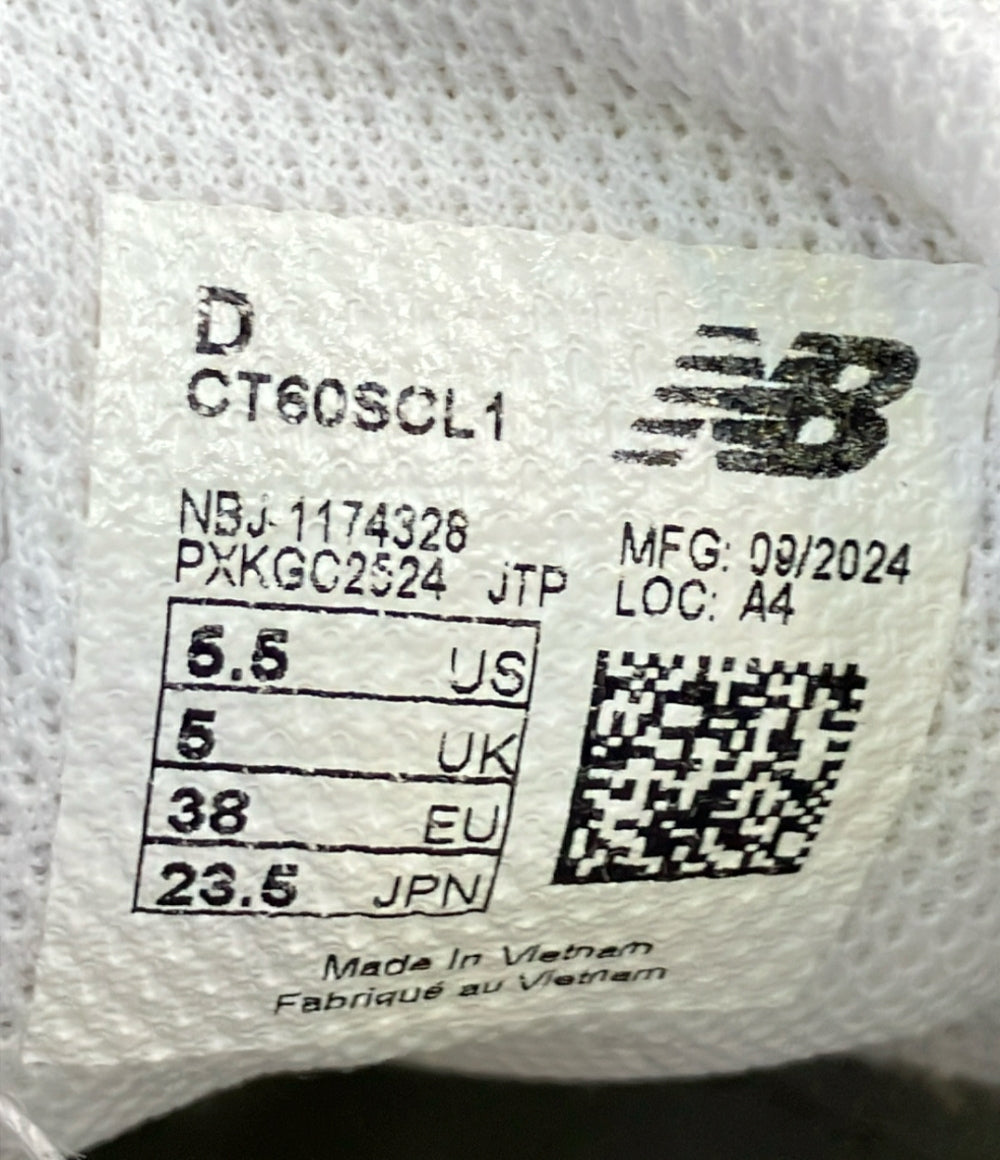 D
CT60SCL1
NB
NBJ-1174328
PXKGC2524 JTP
MFG: 09/2024
LOC: A4
5.5 US
5 UK
38 EU
23.5 JPN
Made In Vietnam
Fabriqué au Vietnam